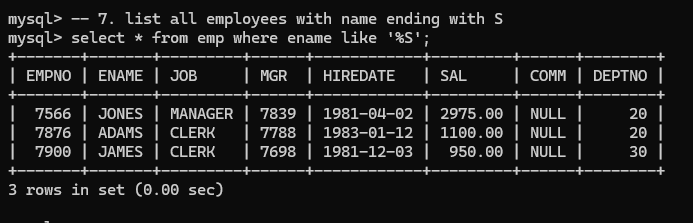 mysql> -- 7. list all employees with name ending with S
mysql> select * from emp where ename like '%S';
+-------+-------+---------+------+------------+---------+------+--------+
| EMPNO | ENAME | JOB     | MGR  | HIREDATE   | SAL     | COMM | DEPTNO |
+-------+-------+---------+------+------------+---------+------+--------+
|  7566 | JONES | MANAGER | 7839 | 1981-04-02 | 2975.00 | NULL |     20 |
|  7876 | ADAMS | CLERK   | 7788 | 1983-01-12 | 1100.00 | NULL |     20 |
|  7900 | JAMES | CLERK   | 7698 | 1981-12-03 |  950.00 | NULL |     30 |
+-------+-------+---------+------+------------+---------+------+--------+
3 rows in set (0.00 sec)